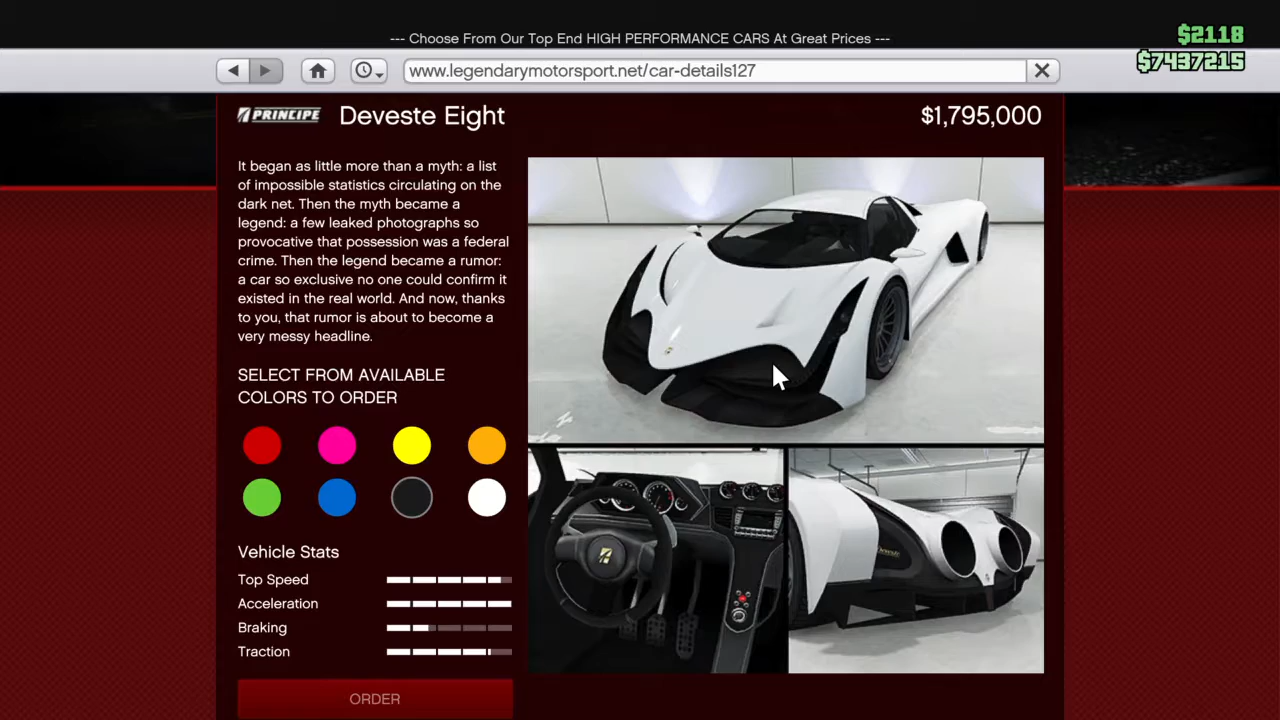 --- Choose From Our Top End HIGH PERFORMANCE CARS At Great Prices ---
$2118
$7437215
www.legendarymotorsport.net/car-details127
PRINCIPE
Deveste Eight
$1,795,000
It began as little more than a myth: a list
of impossible statistics circulating on the
dark net. Then the myth became a
legend: a few leaked photographs so
provocative that possession was a federal
crime. Then the legend became a rumor:
a car so exclusive no one could confirm it
existed in the real world. And now, thanks
to you, that rumor is about to become a
very messy headline.
SELECT FROM AVAILABLE
COLORS TO ORDER
Vehicle Stats
Top Speed
Acceleration
Braking
Traction
ORDER